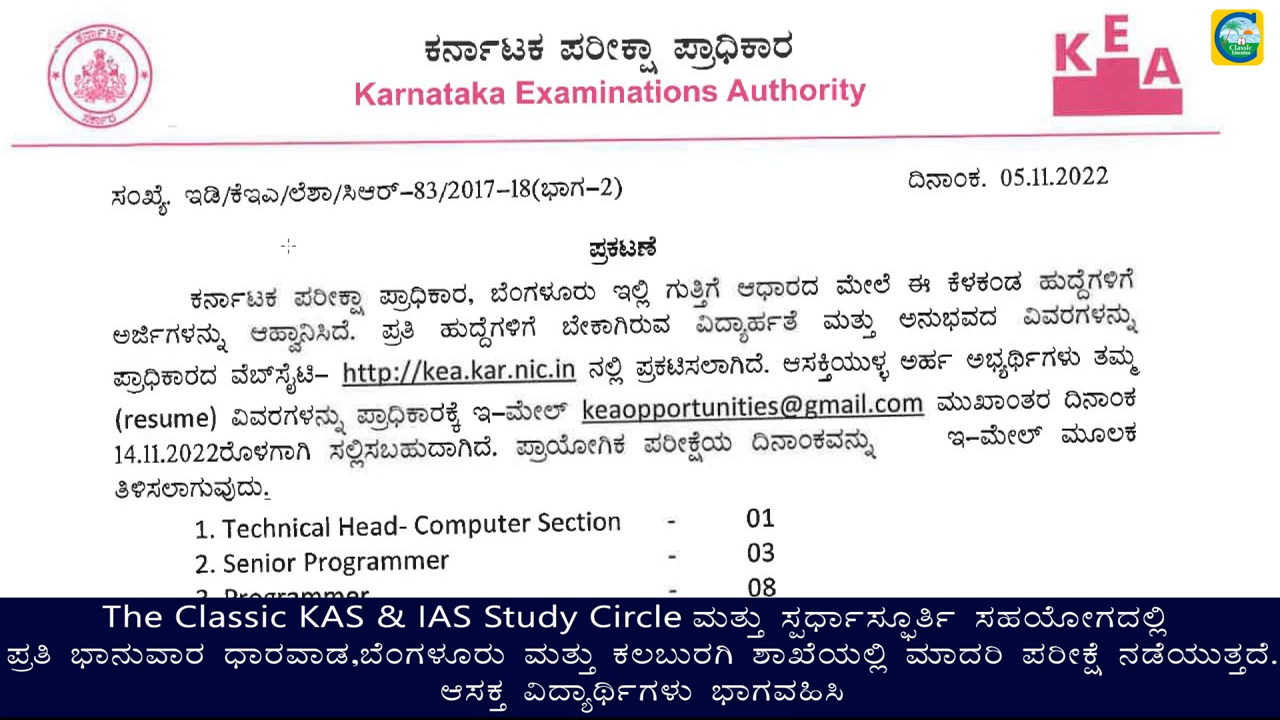 ಕರ್ನಾಟಕ ಪರೀಕ್ಷಾ ಪ್ರಾಧಿಕಾರ
Karnataka Examinations Authority
KEA
Classic
Education
ಕರ್ನಾಟಕ
ಸರ್ಕಾರ
ಸಂಖ್ಯೆ. ಇಡಿ/ಕೆಇಎ/ಲೆಶಾ/ಸಿಆರ್-83/2017-18(ಭಾಗ-2)
ದಿನಾಂಕ. 05.11.2022
ಪ್ರಕಟಣೆ
ಕರ್ನಾಟಕ ಪರೀಕ್ಷಾ ಪ್ರಾಧಿಕಾರ, ಬೆಂಗಳೂರು ಇಲ್ಲಿ ಗುತ್ತಿಗೆ ಆಧಾರದ ಮೇಲೆ ಈ ಕೆಳಕಂಡ ಹುದ್ದೆಗಳಿಗೆ
ಅರ್ಜಿಗಳನ್ನು ಆಹ್ವಾನಿಸಿದೆ. ಪ್ರತಿ ಹುದ್ದೆಗಳಿಗೆ ಬೇಕಾಗಿರುವ ವಿದ್ಯಾರ್ಹತೆ ಮತ್ತು ಅನುಭವದ ವಿವರಗಳನ್ನು
ಪ್ರಾಧಿಕಾರದ ವೆಬ್‌ಸೈಟಿ- http://kea.kar.nic.in ನಲ್ಲಿ ಪ್ರಕಟಿಸಲಾಗಿದೆ. ಆಸಕ್ತಿಯುಳ್ಳ ಅರ್ಹ ಅಭ್ಯರ್ಥಿಗಳು ತಮ್ಮ
(resume) ವಿವರಗಳನ್ನು ಪ್ರಾಧಿಕಾರಕ್ಕೆ ಇ-ಮೇಲ್ keaopportunities@gmail.com ಮುಖಾಂತರ ದಿನಾಂಕ
14.11.2022ರೊಳಗಾಗಿ ಸಲ್ಲಿಸಬಹುದಾಗಿದೆ. ಪ್ರಾಯೋಗಿಕ ಪರೀಕ್ಷೆಯ ದಿನಾಂಕವನ್ನು ಇ-ಮೇಲ್ ಮೂಲಕ
ತಿಳಿಸಲಾಗುವುದು.
1. Technical Head- Computer Section - 01
2. Senior Programmer - 03
3. Programmer - 08
The Classic KAS & IAS Study Circle ಮತ್ತು ಸ್ಪರ್ಧಾಸ್ಫೂರ್ತಿ ಸಹಯೋಗದಲ್ಲಿ
ಪ್ರತಿ ಭಾನುವಾರ ಧಾರವಾಡ,ಬೆಂಗಳೂರು ಮತ್ತು ಕಲಬುರಗಿ ಶಾಖೆಯಲ್ಲಿ ಮಾದರಿ ಪರೀಕ್ಷೆ ನಡೆಯುತ್ತದೆ.
ಆಸಕ್ತ ವಿದ್ಯಾರ್ಥಿಗಳು ಭಾಗವಹಿಸಿ